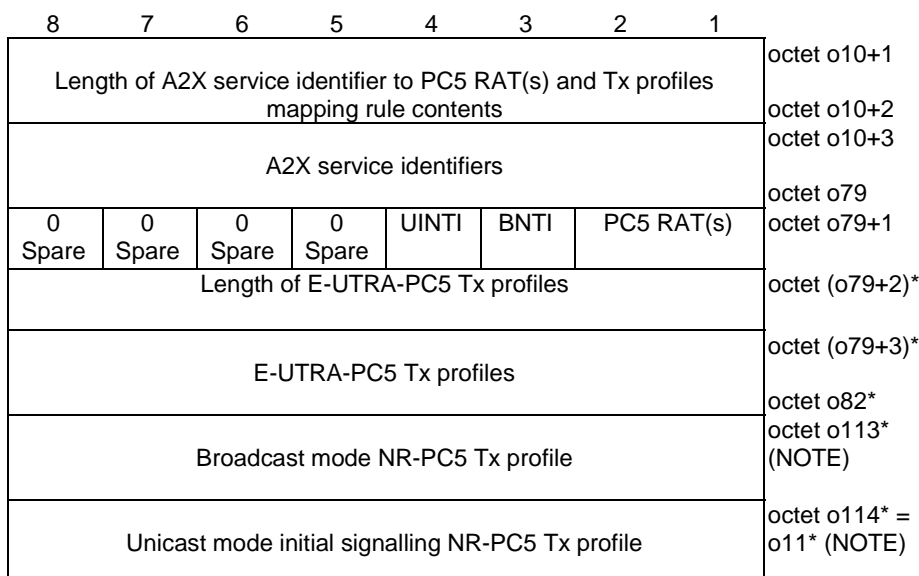 8 7 6 5 4 3 2 1
Length of A2X service identifier to PC5 RAT(s) and Tx profiles
mapping rule contents
octet o10+1
octet o10+2
A2X service identifiers
octet o10+3
octet o79
0 0 0 0 UINTI BNTI PC5 RAT(s)
Spare Spare Spare Spare
octet o79+1
Length of E-UTRA-PC5 Tx profiles
octet (o79+2)*
E-UTRA-PC5 Tx profiles
octet (o79+3)*
octet o82*
Broadcast mode NR-PC5 Tx profile
octet o113*
(NOTE)
Unicast mode initial signalling NR-PC5 Tx profile
octet o114* =
o11* (NOTE)